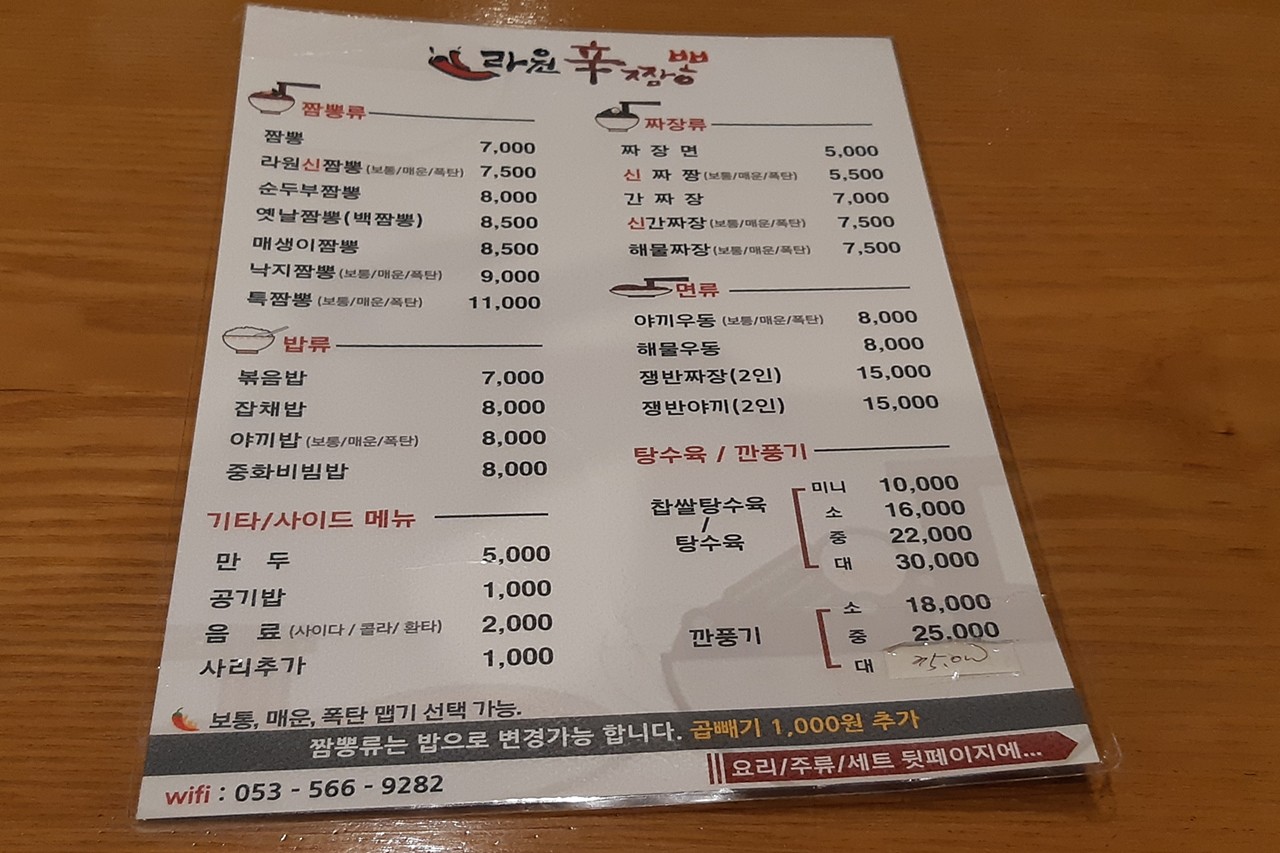 라원 辛 짬뽕
짬뽕류
짬뽕 7,000
라원신짬뽕 (보통/매운/폭탄) 7,500
순두부짬뽕 8,000
옛날짬뽕(백짬뽕) 8,500
매생이짬뽕 8,500
낙지짬뽕 (보통/매운/폭탄) 9,000
특짬뽕 (보통/매운/폭탄) 11,000
밥류
볶음밥 7,000
잡채밥 8,000
야끼밥 (보통/매운/폭탄) 8,000
중화비빔밥 8,000
기타/사이드 메뉴
만 두 5,000
공기밥 1,000
음 료 (사이다 / 콜라/ 환타) 2,000
사리추가 1,000
짜장류
짜 장 면 5,000
신 짜 짱 (보통/매운/폭탄) 5,500
간 짜 장 7,000
신간짜장 (보통/매운/폭탄) 7,500
해물짜장 (보통/매운/폭탄) 7,500
면류
야끼우동 (보통/매운/폭탄) 8,000
해물우동 8,000
쟁반짜장(2인) 15,000
쟁반야끼(2인) 15,000
탕수육 / 깐풍기
찹쌀탕수육
/
탕수육
미니 10,000
소 16,000
중 22,000
대 30,000
깐풍기
소 18,000
중 25.000
대
보통, 매운, 폭탄 맵기 선택 가능.
짬뽕류는 밥으로 변경가능 합니다. 곱빼기 1,000원 추가
요리/주류/세트 뒷페이지에...
wifi : 053 - 566 - 9282